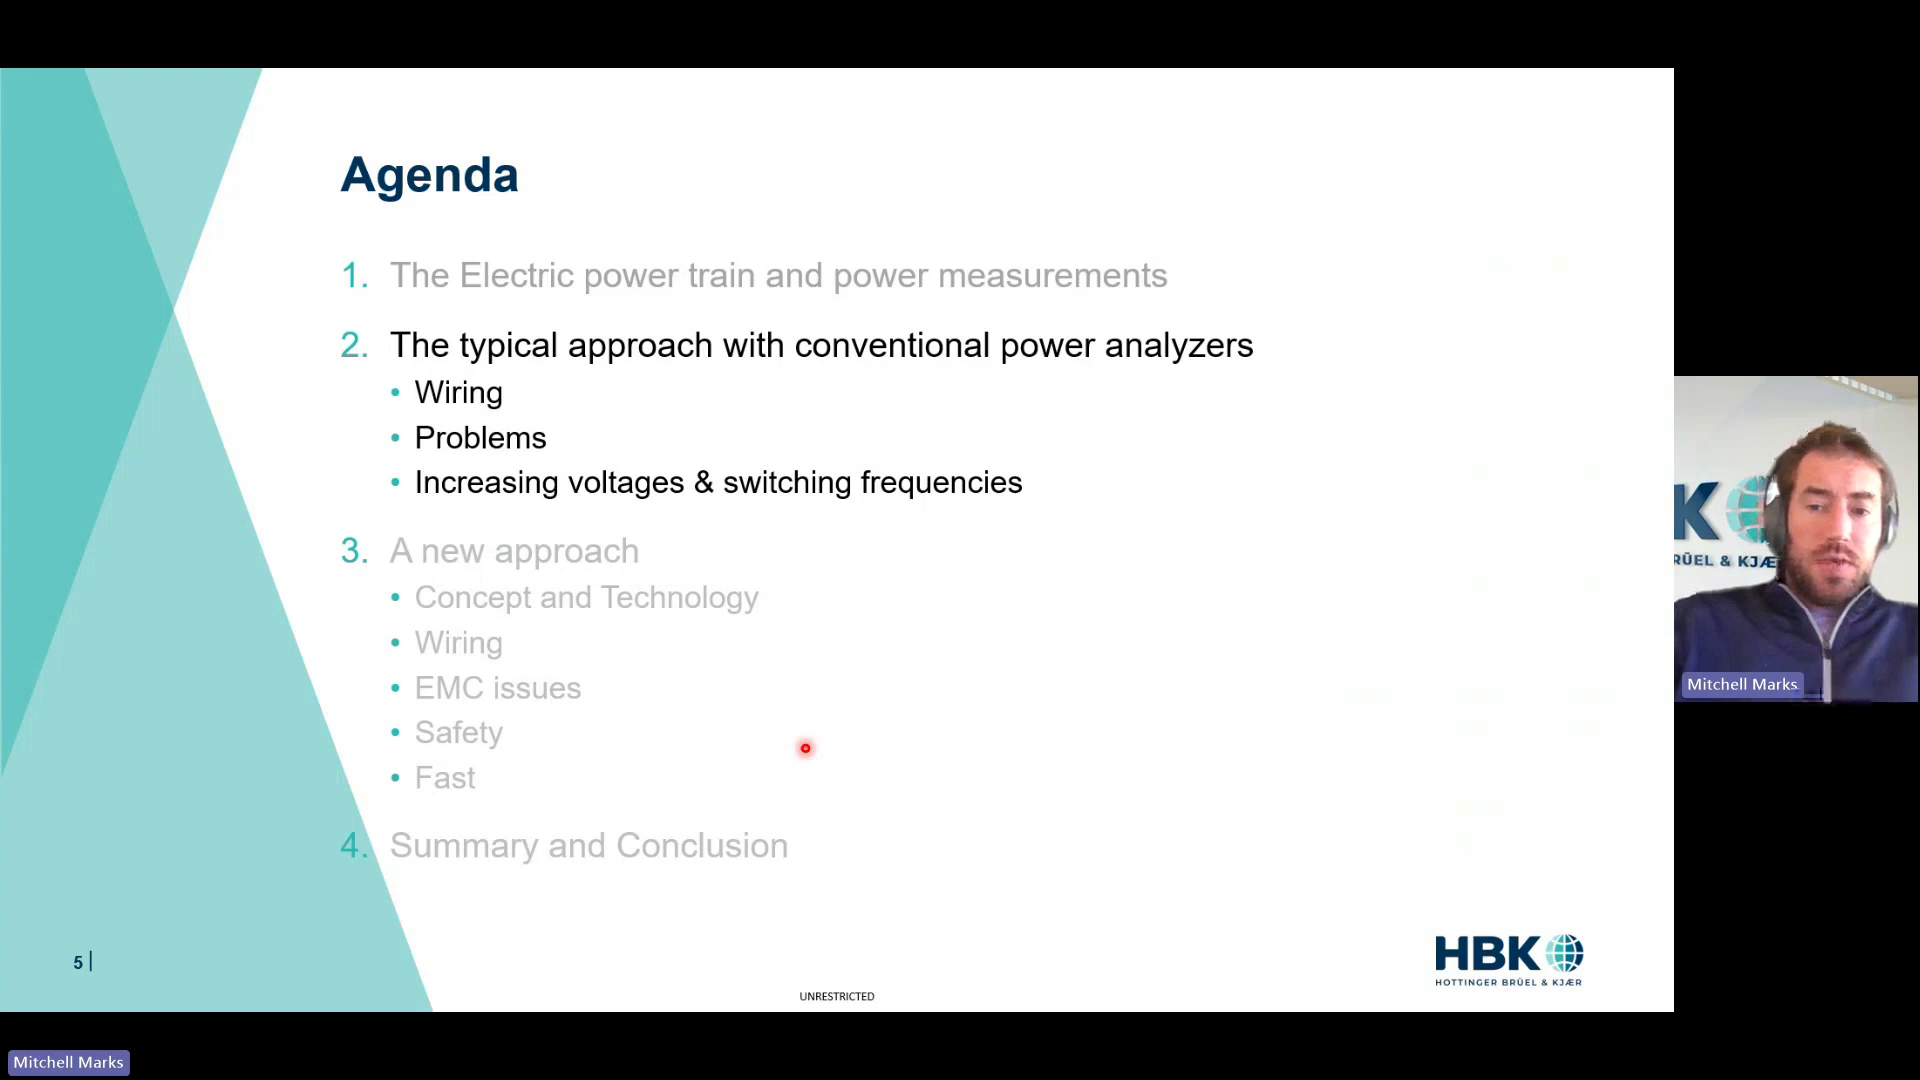 Agenda
1. The Electric power train and power measurements
2. The typical approach with conventional power analyzers
• Wiring
• Problems
• Increasing voltages & switching frequencies
3. A new approach
• Concept and Technology
• Wiring
• EMC issues
• Safety
• Fast
4. Summary and Conclusion
5 |
HBK
HOTTINGER BRÜEL & KJÆR
UNRESTRICTED
K
RÜEL & KJÆ
Mitchell Marks
Mitchell Marks